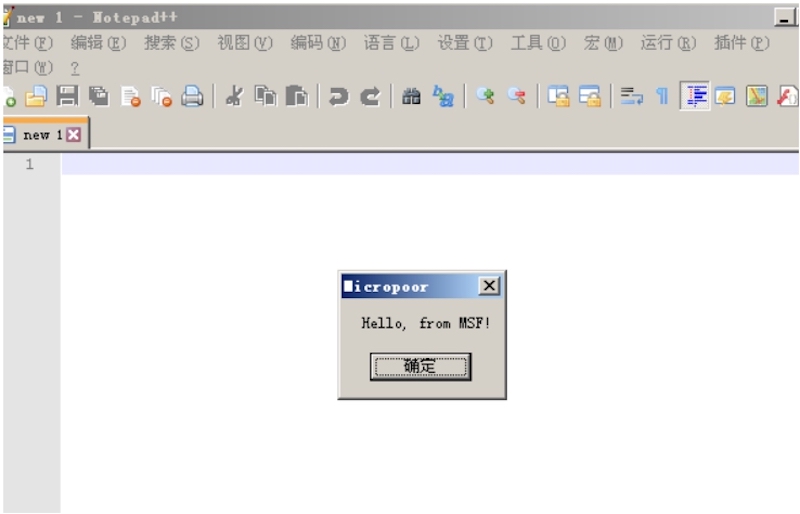 new 1 - Notepad++
文件(F) 编辑(E) 搜索(S) 视图(V) 编码(N) 语言(L) 设置(T) 工具(O) 宏(M) 运行(R) 插件(P)
窗口(W) ?
new 1
1
Micropoor
Hello, from MSF!
确定